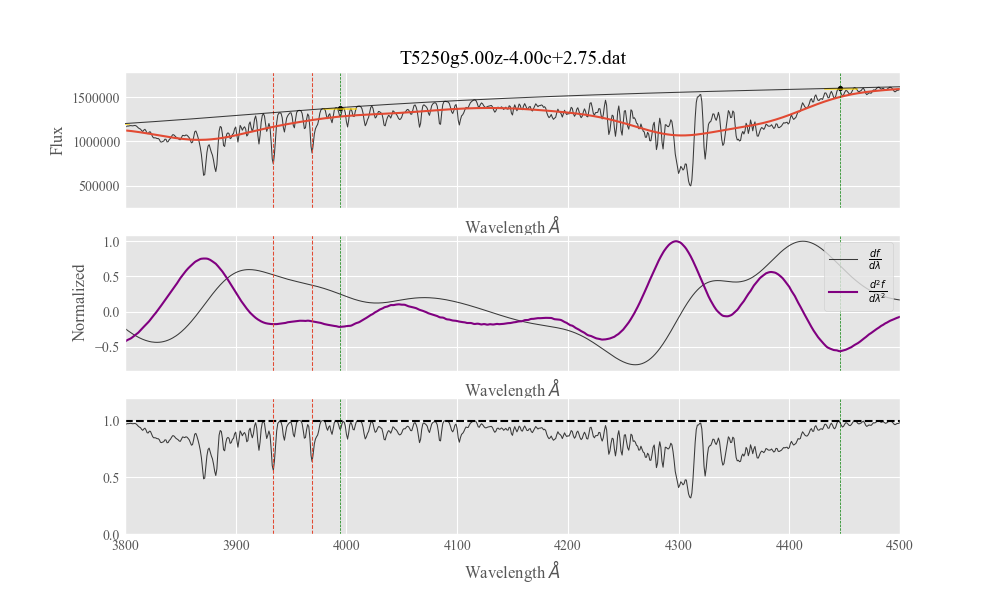 T5250g5.00z-4.00c+2.75.dat
Flux
1500000
1000000
500000
Wavelength Å
Normalized
1.0
0.5
0.0
−0.5
df
dλ
d²f
dλ²
Wavelength Å
1.0
0.5
0.0
3800 3900 4000 4100 4200 4300 4400 4500
Wavelength Å